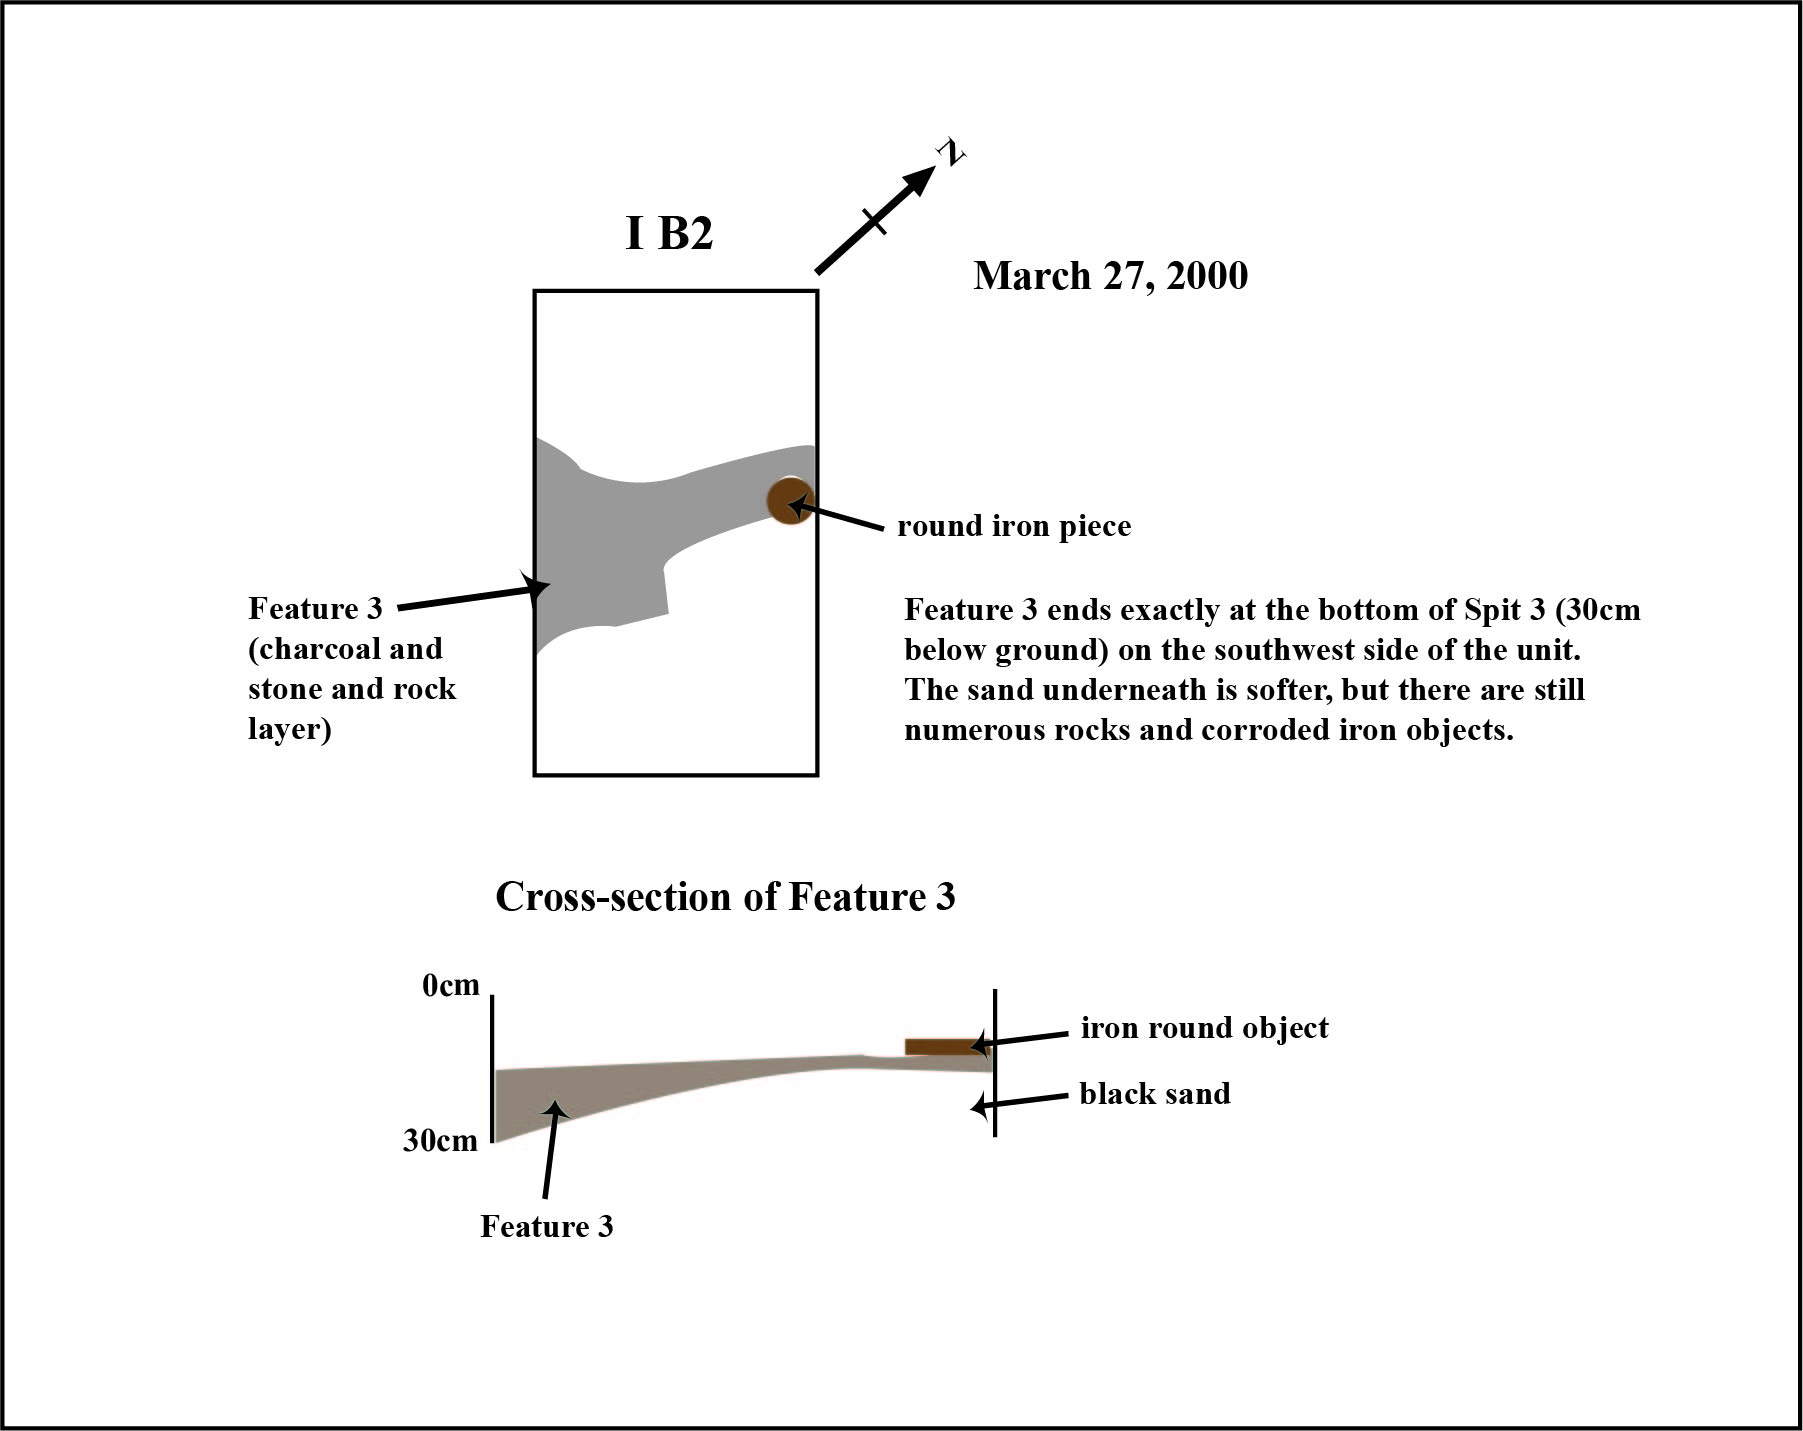 N
I B2
March 27, 2000
round iron piece
Feature 3
(charcoal and
stone and rock
layer)
Feature 3 ends exactly at the bottom of Spit 3 (30cm
below ground) on the southwest side of the unit.
The sand underneath is softer, but there are still
numerous rocks and corroded iron objects.
Cross-section of Feature 3
0cm
iron round object
black sand
30cm
Feature 3